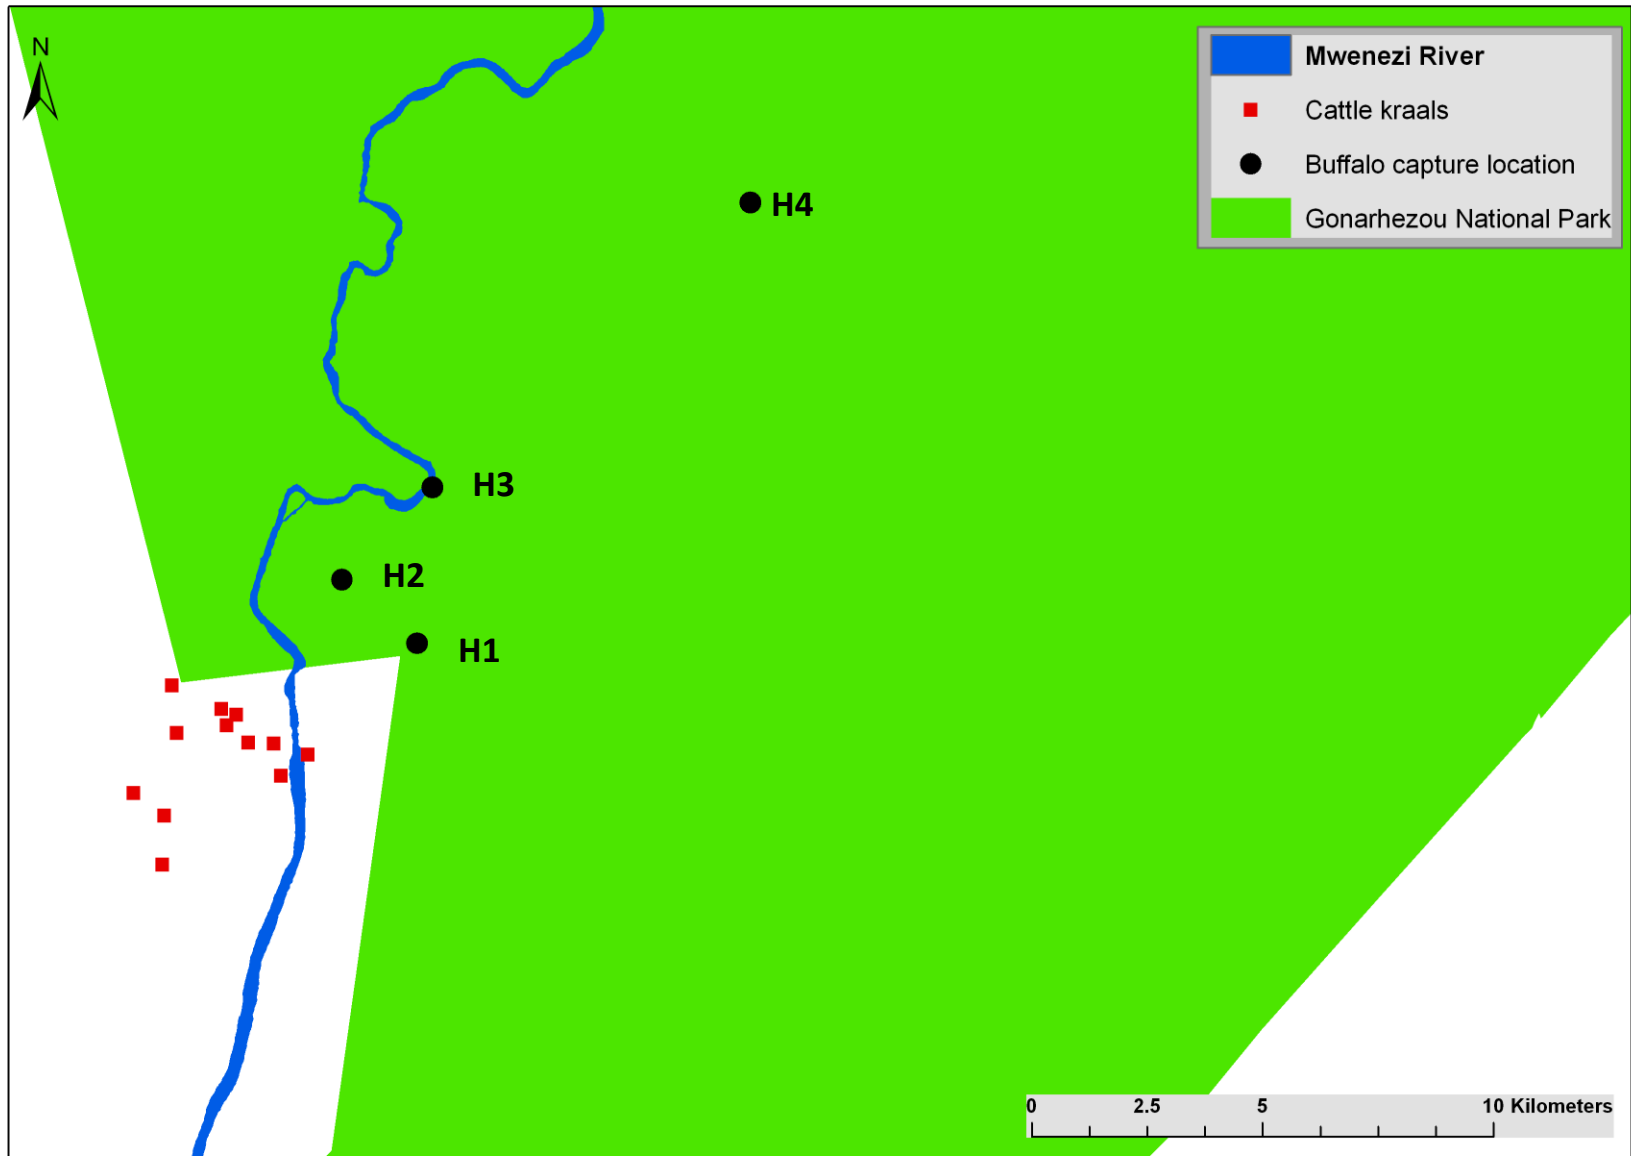 N
Mwenezi River
Cattle kraals
Buffalo capture location
Gonarhezou National Park
H4
H3
H2
H1
0 2.5 5 10 Kilometers